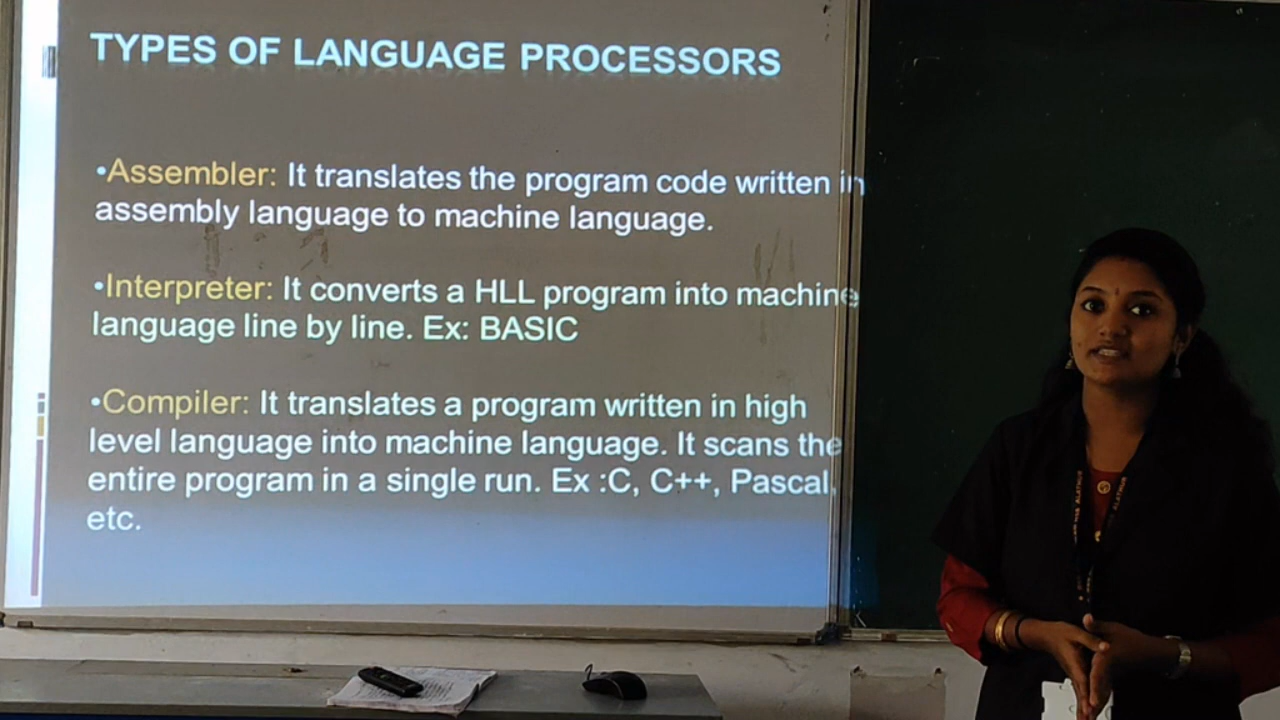 TYPES OF LANGUAGE PROCESSORS
•Assembler: It translates the program code written in
assembly language to machine language.
•Interpreter: It converts a HLL program into machine
language line by line. Ex: BASIC
•Compiler: It translates a program written in high
level language into machine language. It scans the
entire program in a single run. Ex :C, C++, Pascal,
etc.